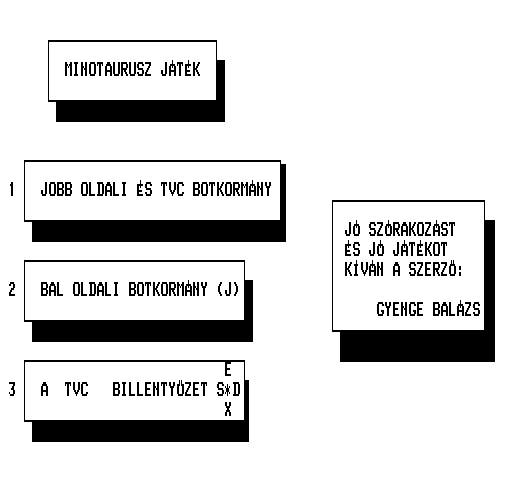 MINOTAURUSZ JÁTÉK
1 JOBB OLDALI ÉS TVC BOTKORMÁNY
2 BAL OLDALI BOTKORMÁNY (J)
E
3 A TVC BILLENTYŰZET S*D
X
JÓ SZÓRAKOZÁST
ÉS JÓ JÁTÉKOT
KÍVÁN A SZERZŐ:
GYENGE BALÁZS